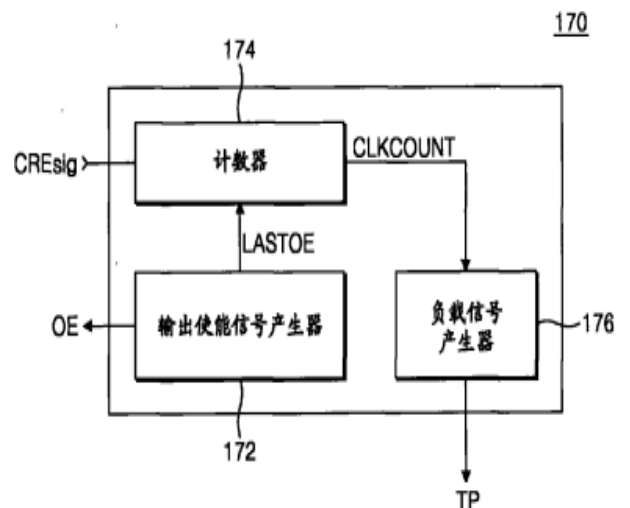 170
174
CREsig
计数器
CLKCOUNT
LASTOE
OE
输出使能信号产生器
负载信号
产生器
176
172
TP